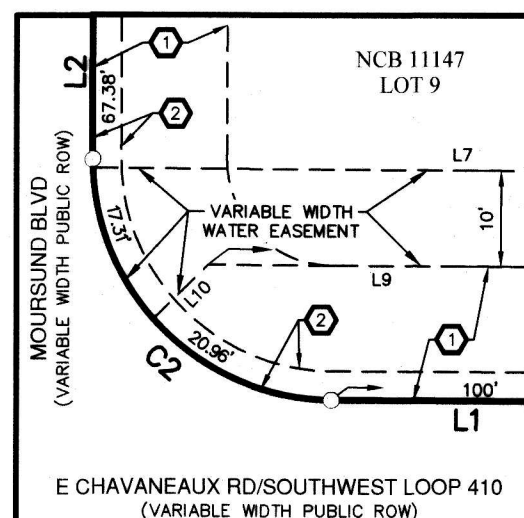 NCB 11147
LOT 9
1
L2
67.38'
2
L7
MOURSUND BLVD
(VARIABLE WIDTH PUBLIC ROW)
17.31'
VARIABLE WIDTH
WATER EASEMENT
10'
L9
L10
2
1
C2
20.96'
100'
L1
E CHAVANEAUX RD/SOUTHWEST LOOP 410
(VARIABLE WIDTH PUBLIC ROW)